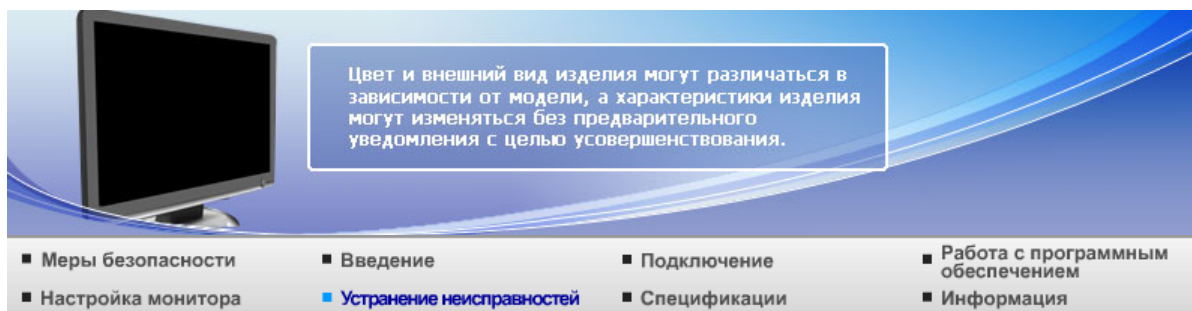 Цвет и внешний вид изделия могут различаться в
зависимости от модели, а характеристики изделия
могут изменяться без предварительного
уведомления с целью усовершенствования.
Меры безопасности
Введение
Подключение
Работа с программным
обеспечением
Настройка монитора
Устранение неисправностей
Спецификации
Информация